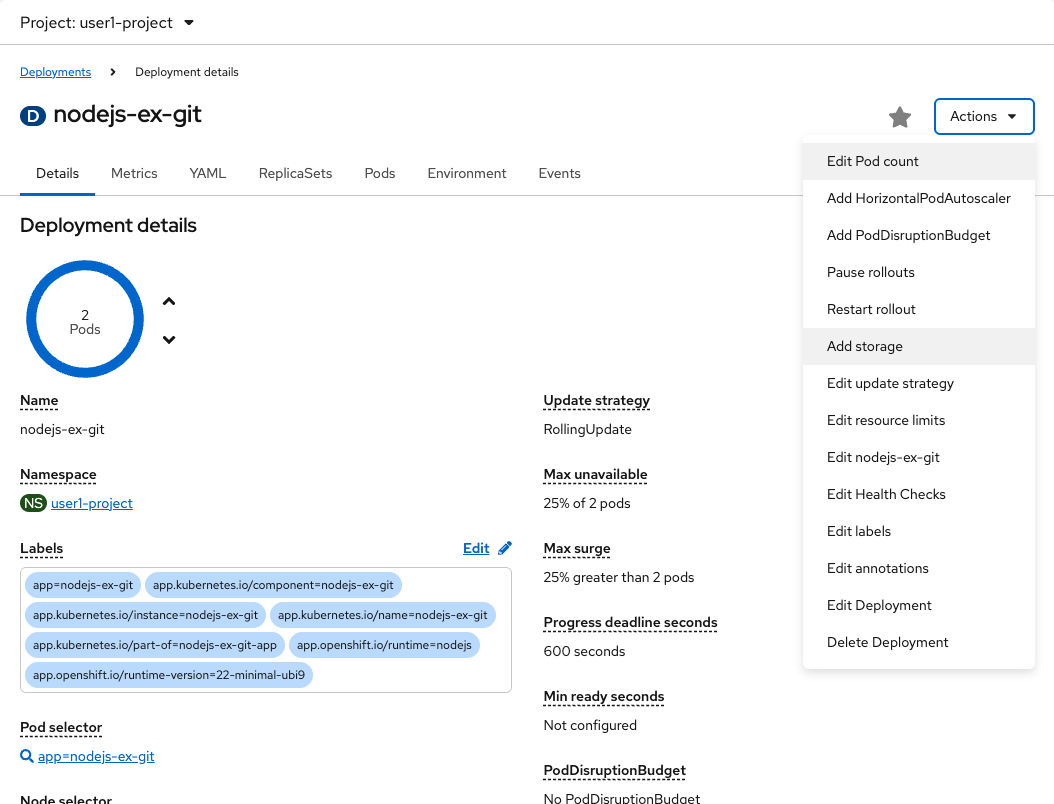 Project: user1-project
Deployments > Deployment details
D nodejs-ex-git
Actions
Details Metrics YAML ReplicaSets Pods Environment Events
Edit Pod count
Add HorizontalPodAutoscaler
Add PodDisruptionBudget
Pause rollouts
Restart rollout
Add storage
Edit update strategy
Edit resource limits
Edit nodejs-ex-git
Edit Health Checks
Edit labels
Edit annotations
Edit Deployment
Delete Deployment
Deployment details
2
Pods
Name
nodejs-ex-git
Namespace
NS user1-project
Labels Edit
app=nodejs-ex-git app.kubernetes.io/component=nodejs-ex-git
app.kubernetes.io/instance=nodejs-ex-git app.kubernetes.io/name=nodejs-ex-git
app.kubernetes.io/part-of=nodejs-ex-git-app app.openshift.io/runtime=nodejs
app.openshift.io/runtime-version=22-minimal-ubi9
Pod selector
app=nodejs-ex-git
Node selector
Update strategy
RollingUpdate
Max unavailable
25% of 2 pods
Max surge
25% greater than 2 pods
Progress deadline seconds
600 seconds
Min ready seconds
Not configured
PodDisruptionBudget
No PodDisruptionBudget